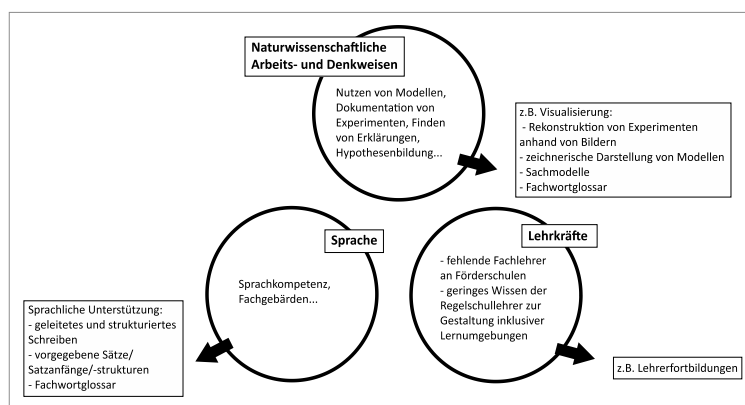 Naturwissenschaftliche
Arbeits- und Denkweisen
Nutzen von Modellen,
Dokumentation von
Experimenten, Finden
von Erklärungen,
Hypothesenbildung...
z.B. Visualisierung:
- Rekonstruktion von Experimenten
anhand von Bildern
- zeichnerische Darstellung von Modellen
- Sachmodelle
- Fachwortglossar
Sprache
Sprachkompetenz,
Fachgebärden...
Sprachliche Unterstützung:
- geleitetes und strukturiertes
Schreiben
- vorgegebene Sätze/
Satzanfänge/-strukturen
- Fachwortglossar
Lehrkräfte
- fehlende Fachlehrer
an Förderschulen
- geringes Wissen der
Regelschullehrer zur
Gestaltung inklusiver
Lernumgebungen
z.B. Lehrerfortbildungen